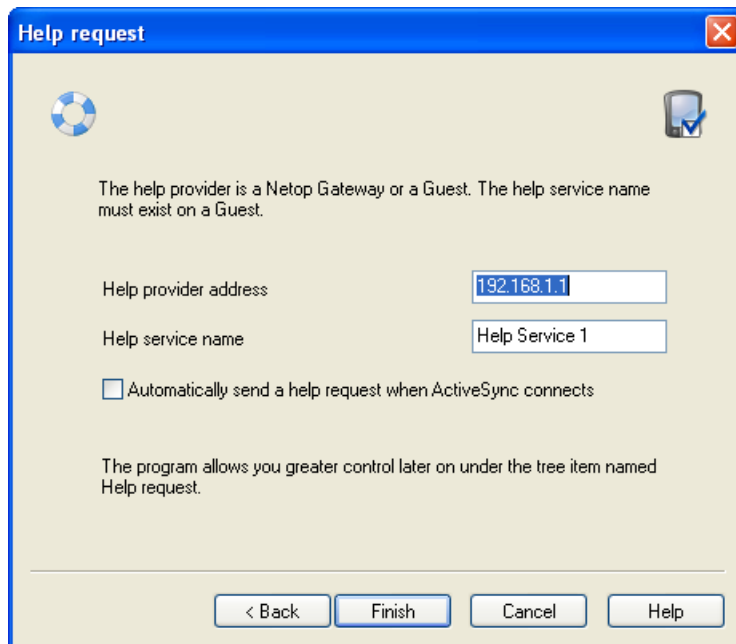 Help request
The help provider is a Netop Gateway or a Guest. The help service name
must exist on a Guest.
Help provider address
192.168.1.1
Help service name
Help Service 1
Automatically send a help request when ActiveSync connects
The program allows you greater control later on under the tree item named
Help request.
< Back
Finish
Cancel
Help